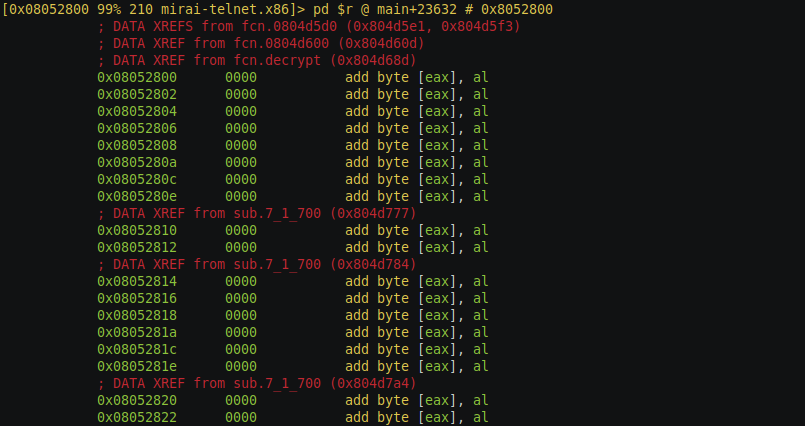 [0x08052800 99% 210 mirai-telnet.x86]> pd $r @ main+23632 # 0x8052800
; DATA XREFS from fcn.0804d5d0 (0x804d5e1, 0x804d5f3)
; DATA XREF from fcn.0804d600 (0x804d60d)
; DATA XREF from fcn.decrypt (0x804d68d)
0x08052800 0000 add byte [eax], al
0x08052802 0000 add byte [eax], al
0x08052804 0000 add byte [eax], al
0x08052806 0000 add byte [eax], al
0x08052808 0000 add byte [eax], al
0x0805280a 0000 add byte [eax], al
0x0805280c 0000 add byte [eax], al
0x0805280e 0000 add byte [eax], al
; DATA XREF from sub.7_1_700 (0x804d777)
0x08052810 0000 add byte [eax], al
0x08052812 0000 add byte [eax], al
; DATA XREF from sub.7_1_700 (0x804d784)
0x08052814 0000 add byte [eax], al
0x08052816 0000 add byte [eax], al
0x08052818 0000 add byte [eax], al
0x0805281a 0000 add byte [eax], al
0x0805281c 0000 add byte [eax], al
0x0805281e 0000 add byte [eax], al
; DATA XREF from sub.7_1_700 (0x804d7a4)
0x08052820 0000 add byte [eax], al
0x08052822 0000 add byte [eax], al